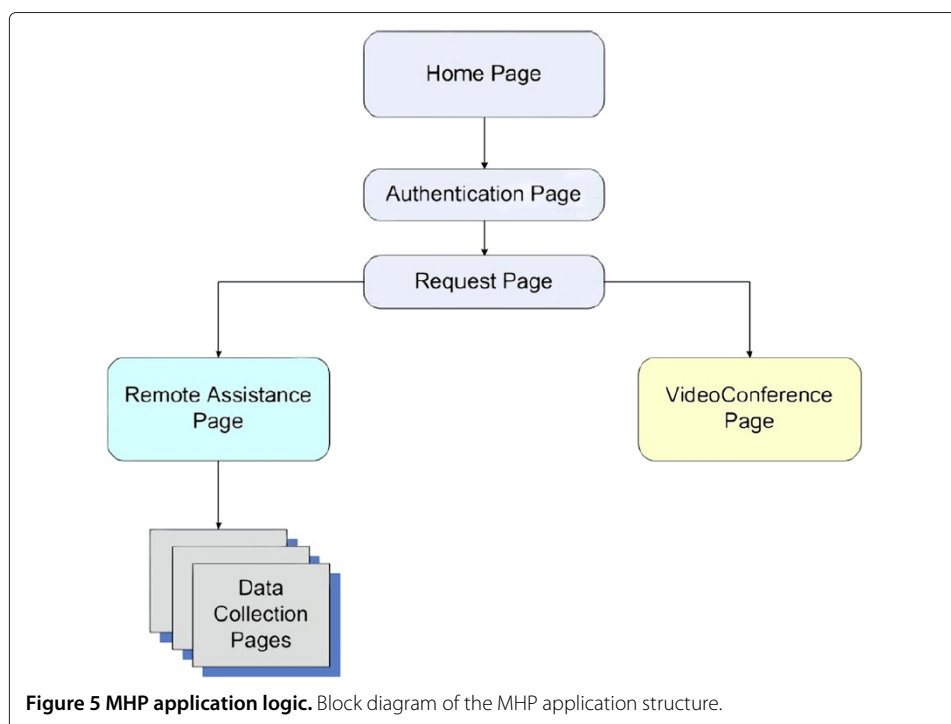 Home Page
Authentication Page
Request Page
Remote Assistance
Page
VideoConference
Page
Data
Collection
Pages
Figure 5 MHP application logic. Block diagram of the MHP application structure.